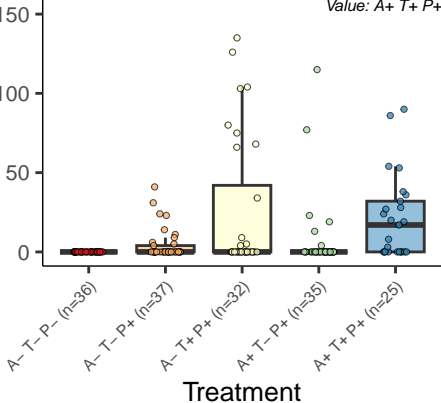 Value: A+ T+ P+
150
100
50
0
A− T− P− (n=36)
A− T− P+ (n=37)
A− T+ P+ (n=32)
A+ T− P+ (n=35)
A+ T+ P+ (n=25)
Treatment